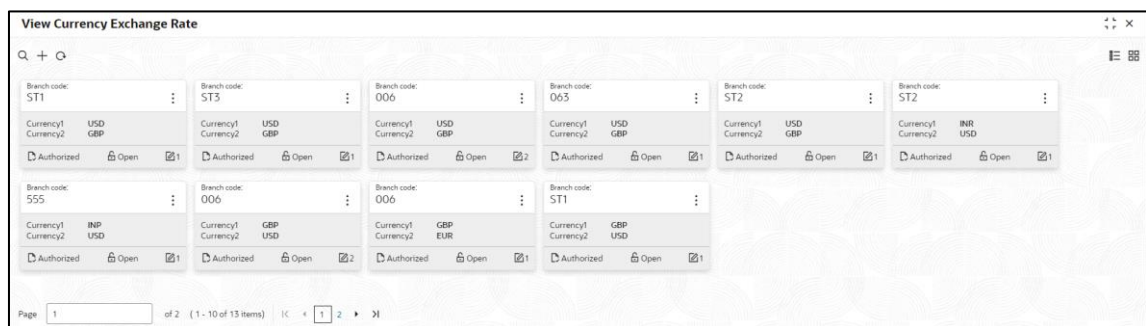 View Currency Exchange Rate
Branch code: Branch code: Branch code: Branch code: Branch code: Branch code:
ST1 ST3 006 063 ST2 ST2
Currency1 USD Currency1 USD Currency1 USD Currency1 USD Currency1 USD Currency1 INR
Currency2 GBP Currency2 GBP Currency2 GBP Currency2 GBP Currency2 GBP Currency2 USD
Authorized Open 1 Authorized Open 1 Authorized Open 2 Authorized Open 1 Authorized Open 1 Authorized Open 1
Branch code: Branch code: Branch code: Branch code:
555 006 006 ST1
Currency1 INP Currency1 GBP Currency1 GBP Currency1 GBP
Currency2 USD Currency2 USD Currency2 EUR Currency2 USD
Authorized Open 1 Authorized Open 2 Authorized Open 1 Authorized Open 1
Page 1 of 2 (1 - 10 of 13 items) 1 2